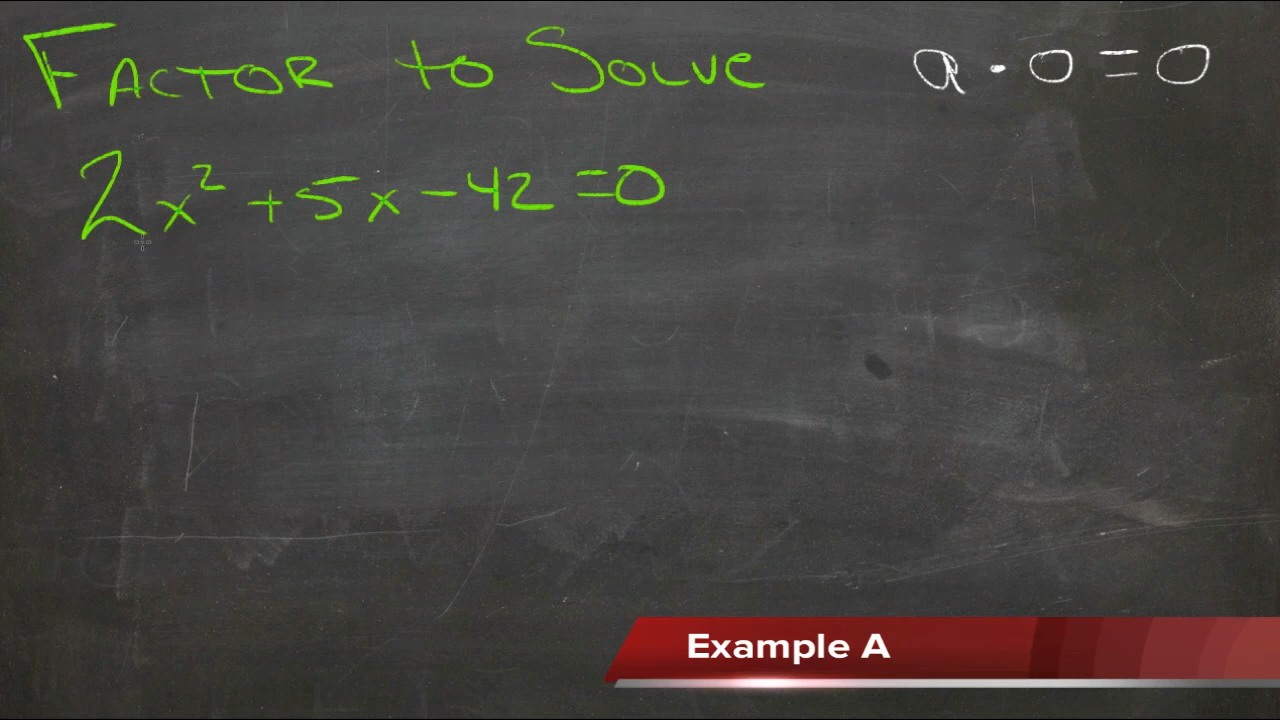 FACTOR to SOLVE
a · 0 = 0
2x² + 5x - 42 = 0
Example A